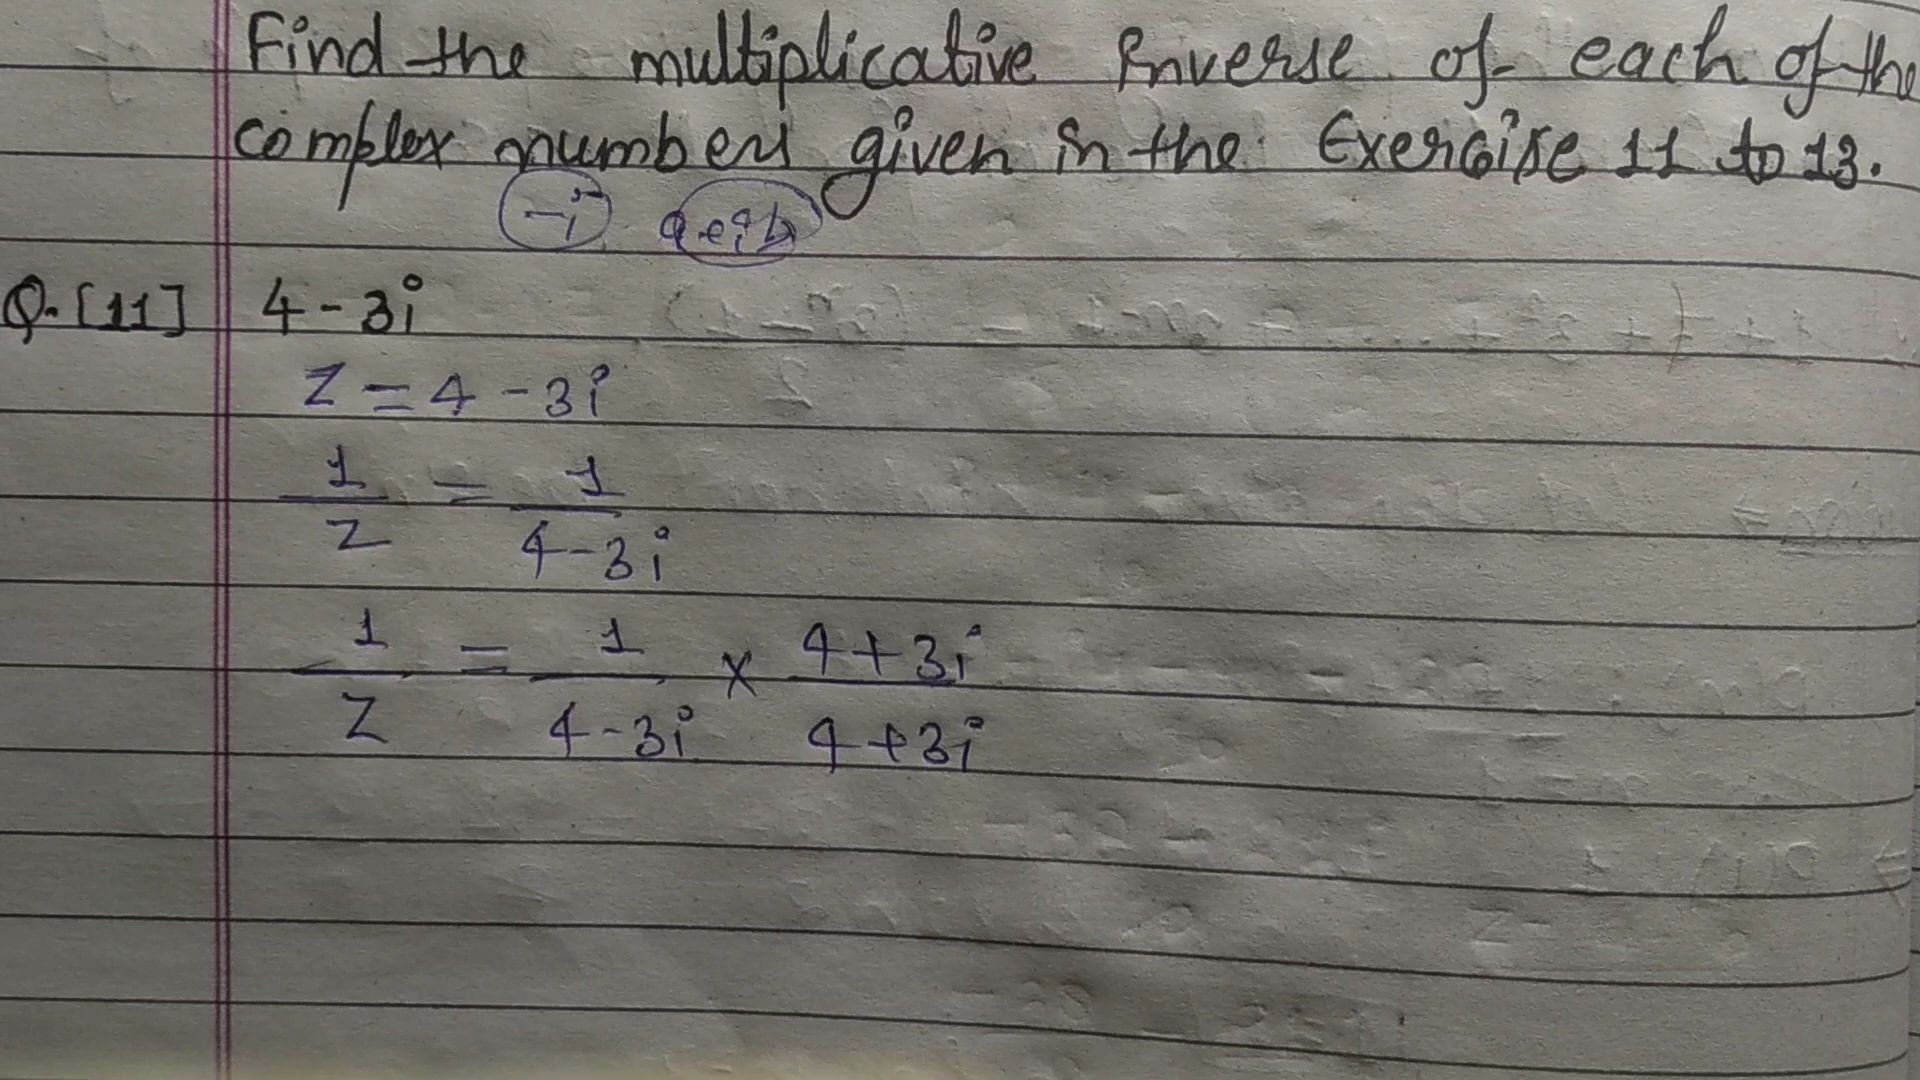 Find the multiplicative inverse of each of the
complex numbers given in the Exercise 11 to 13.
-i a+ib
Q.[11] 4-3i
z = 4-3i
1/z = 1/4-3i
1/z = 1/4-3i × 4+3i/4+3i